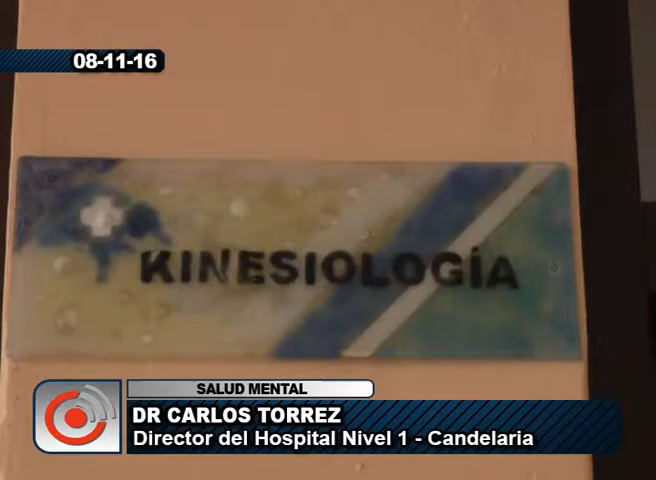 08-11-16
KINESIOLOGÍA
SALUD MENTAL
DR CARLOS TORREZ
Director del Hospital Nivel 1 - Candelaria